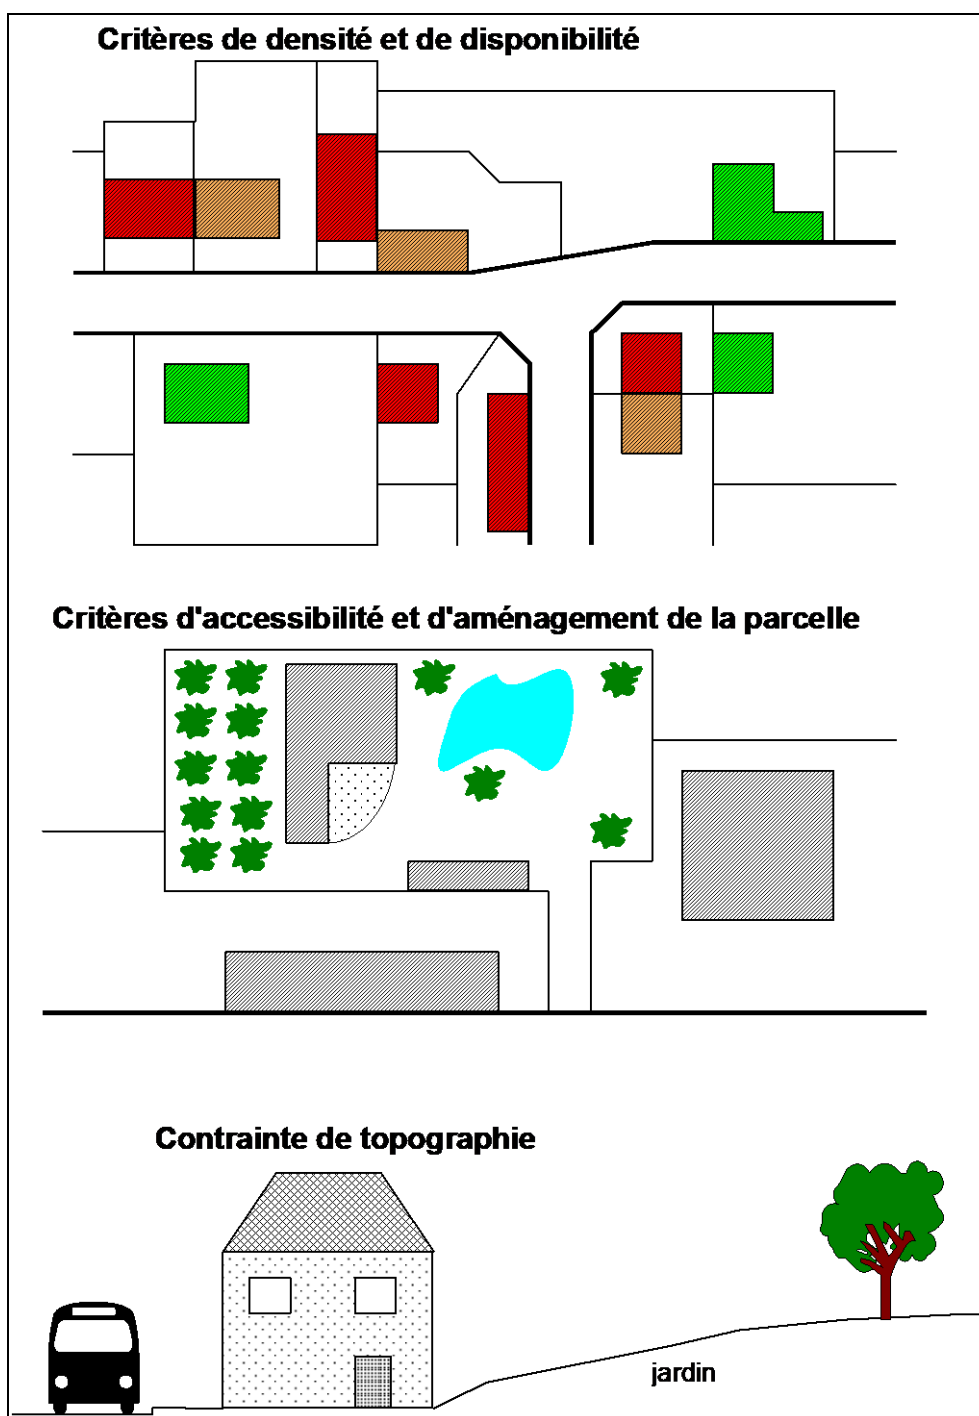 Critères de densité et de disponibilité
Critères d'accessibilité et d'aménagement de la parcelle
Contrainte de topographie
jardin